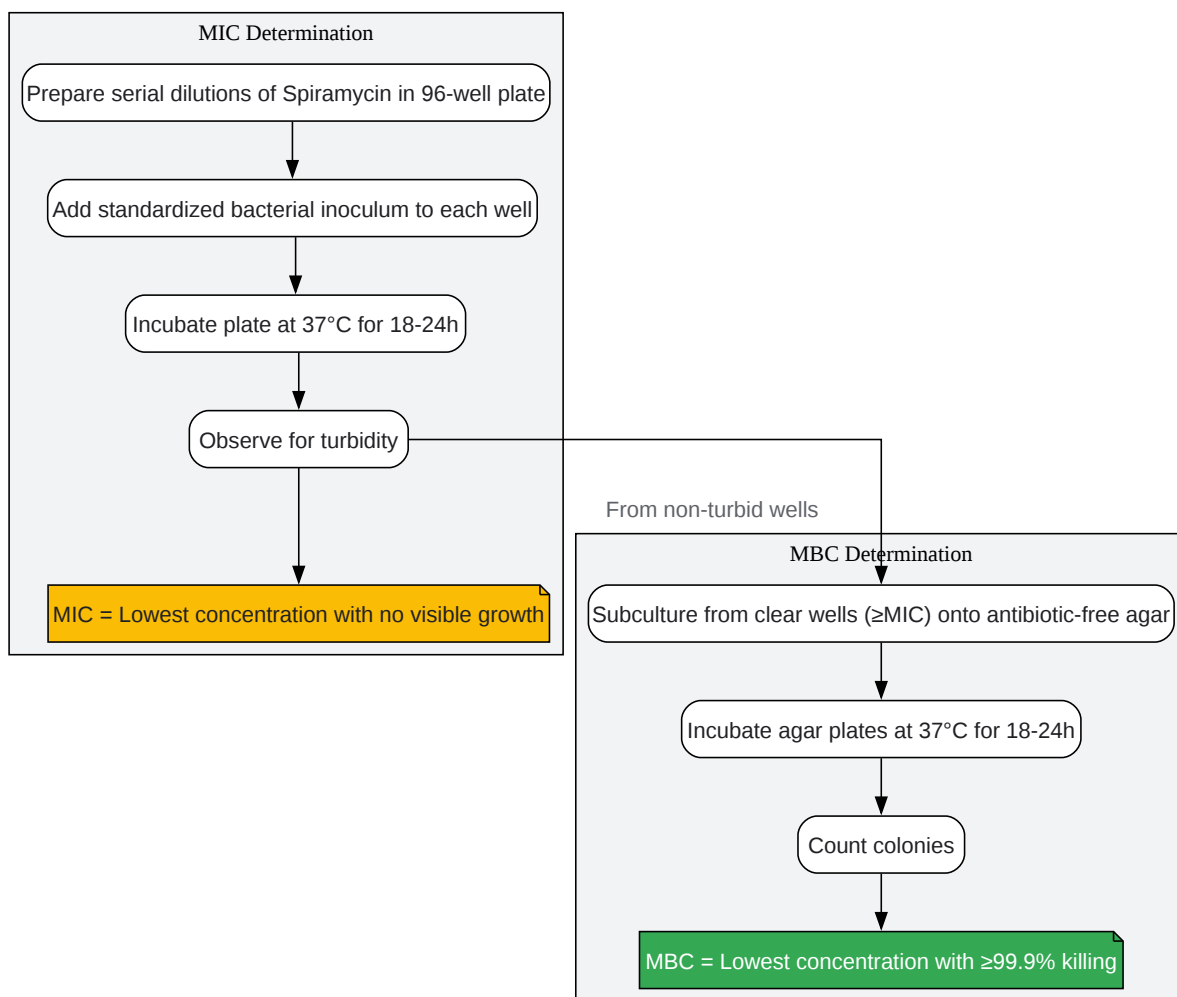 MIC Determination
Prepare serial dilutions of Spiramycin in 96-well plate
Add standardized bacterial inoculum to each well
Incubate plate at 37°C for 18-24h
Observe for turbidity
MIC = Lowest concentration with no visible growth
From non-turbid wells
MBC Determination
Subculture from clear wells (≥MIC) onto antibiotic-free agar
Incubate agar plates at 37°C for 18-24h
Count colonies
MBC = Lowest concentration with ≥99.9% killing